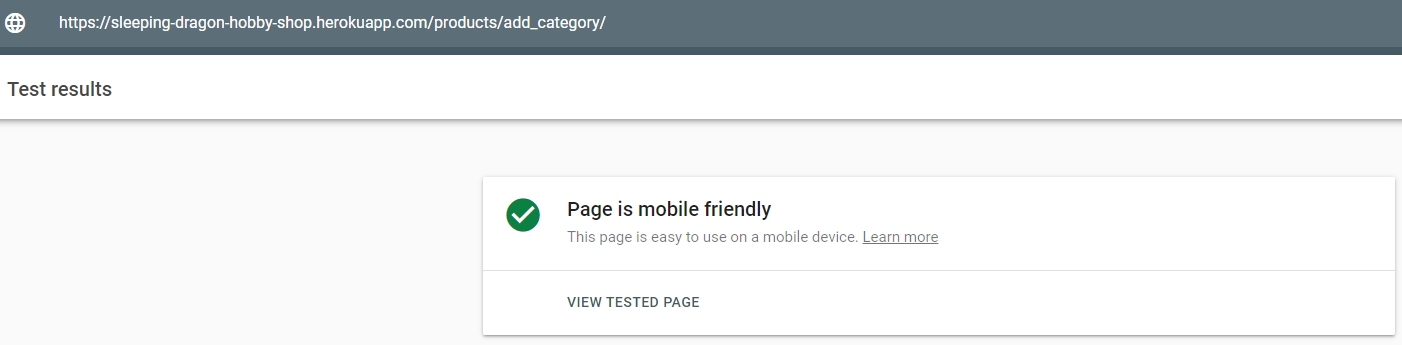 https://sleeping-dragon-hobby-shop.herokuapp.com/products/add_category/
Test results
Page is mobile friendly
This page is easy to use on a mobile device. Learn more
VIEW TESTED PAGE